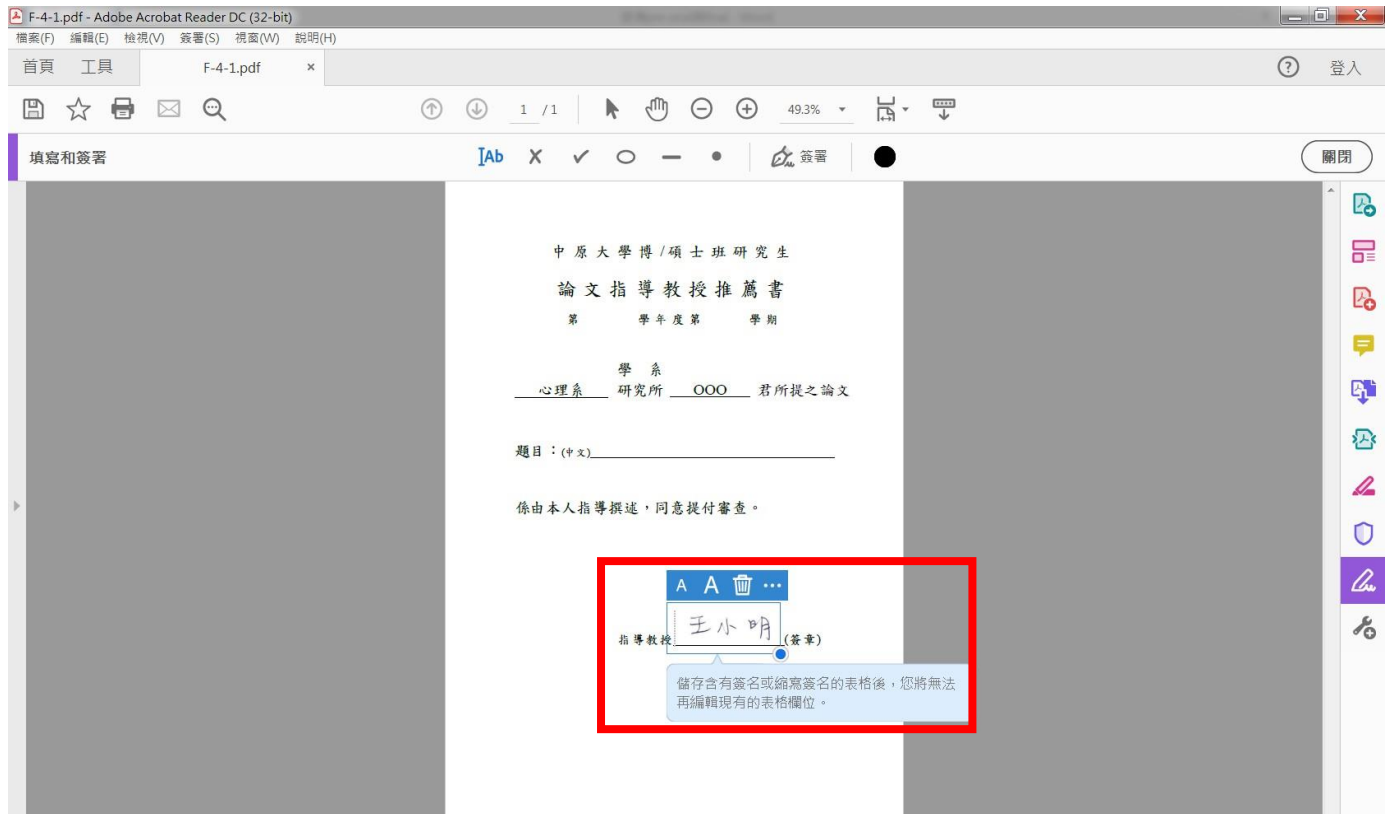 F-4-1.pdf - Adobe Acrobat Reader DC (32-bit)
檔案(F) 編輯(E) 檢視(V) 簽署(S) 視窗(W) 說明(H)
首頁 工具 F-4-1.pdf × ? 登入
1 / 1 49.3%
填寫和簽署 Ab 簽署 關閉
中原大學博/碩士班研究生
論文指導教授推薦書
第 學年度第 學期
學系
心理系 研究所 OOO 君所提之論文
題目：(中文)
係由本人指導撰述，同意提付審查。
A A
指導教授 王小明 (簽章)
儲存含有簽名或縮寫簽名的表格後，您將無法
再編輯現有的表格欄位。